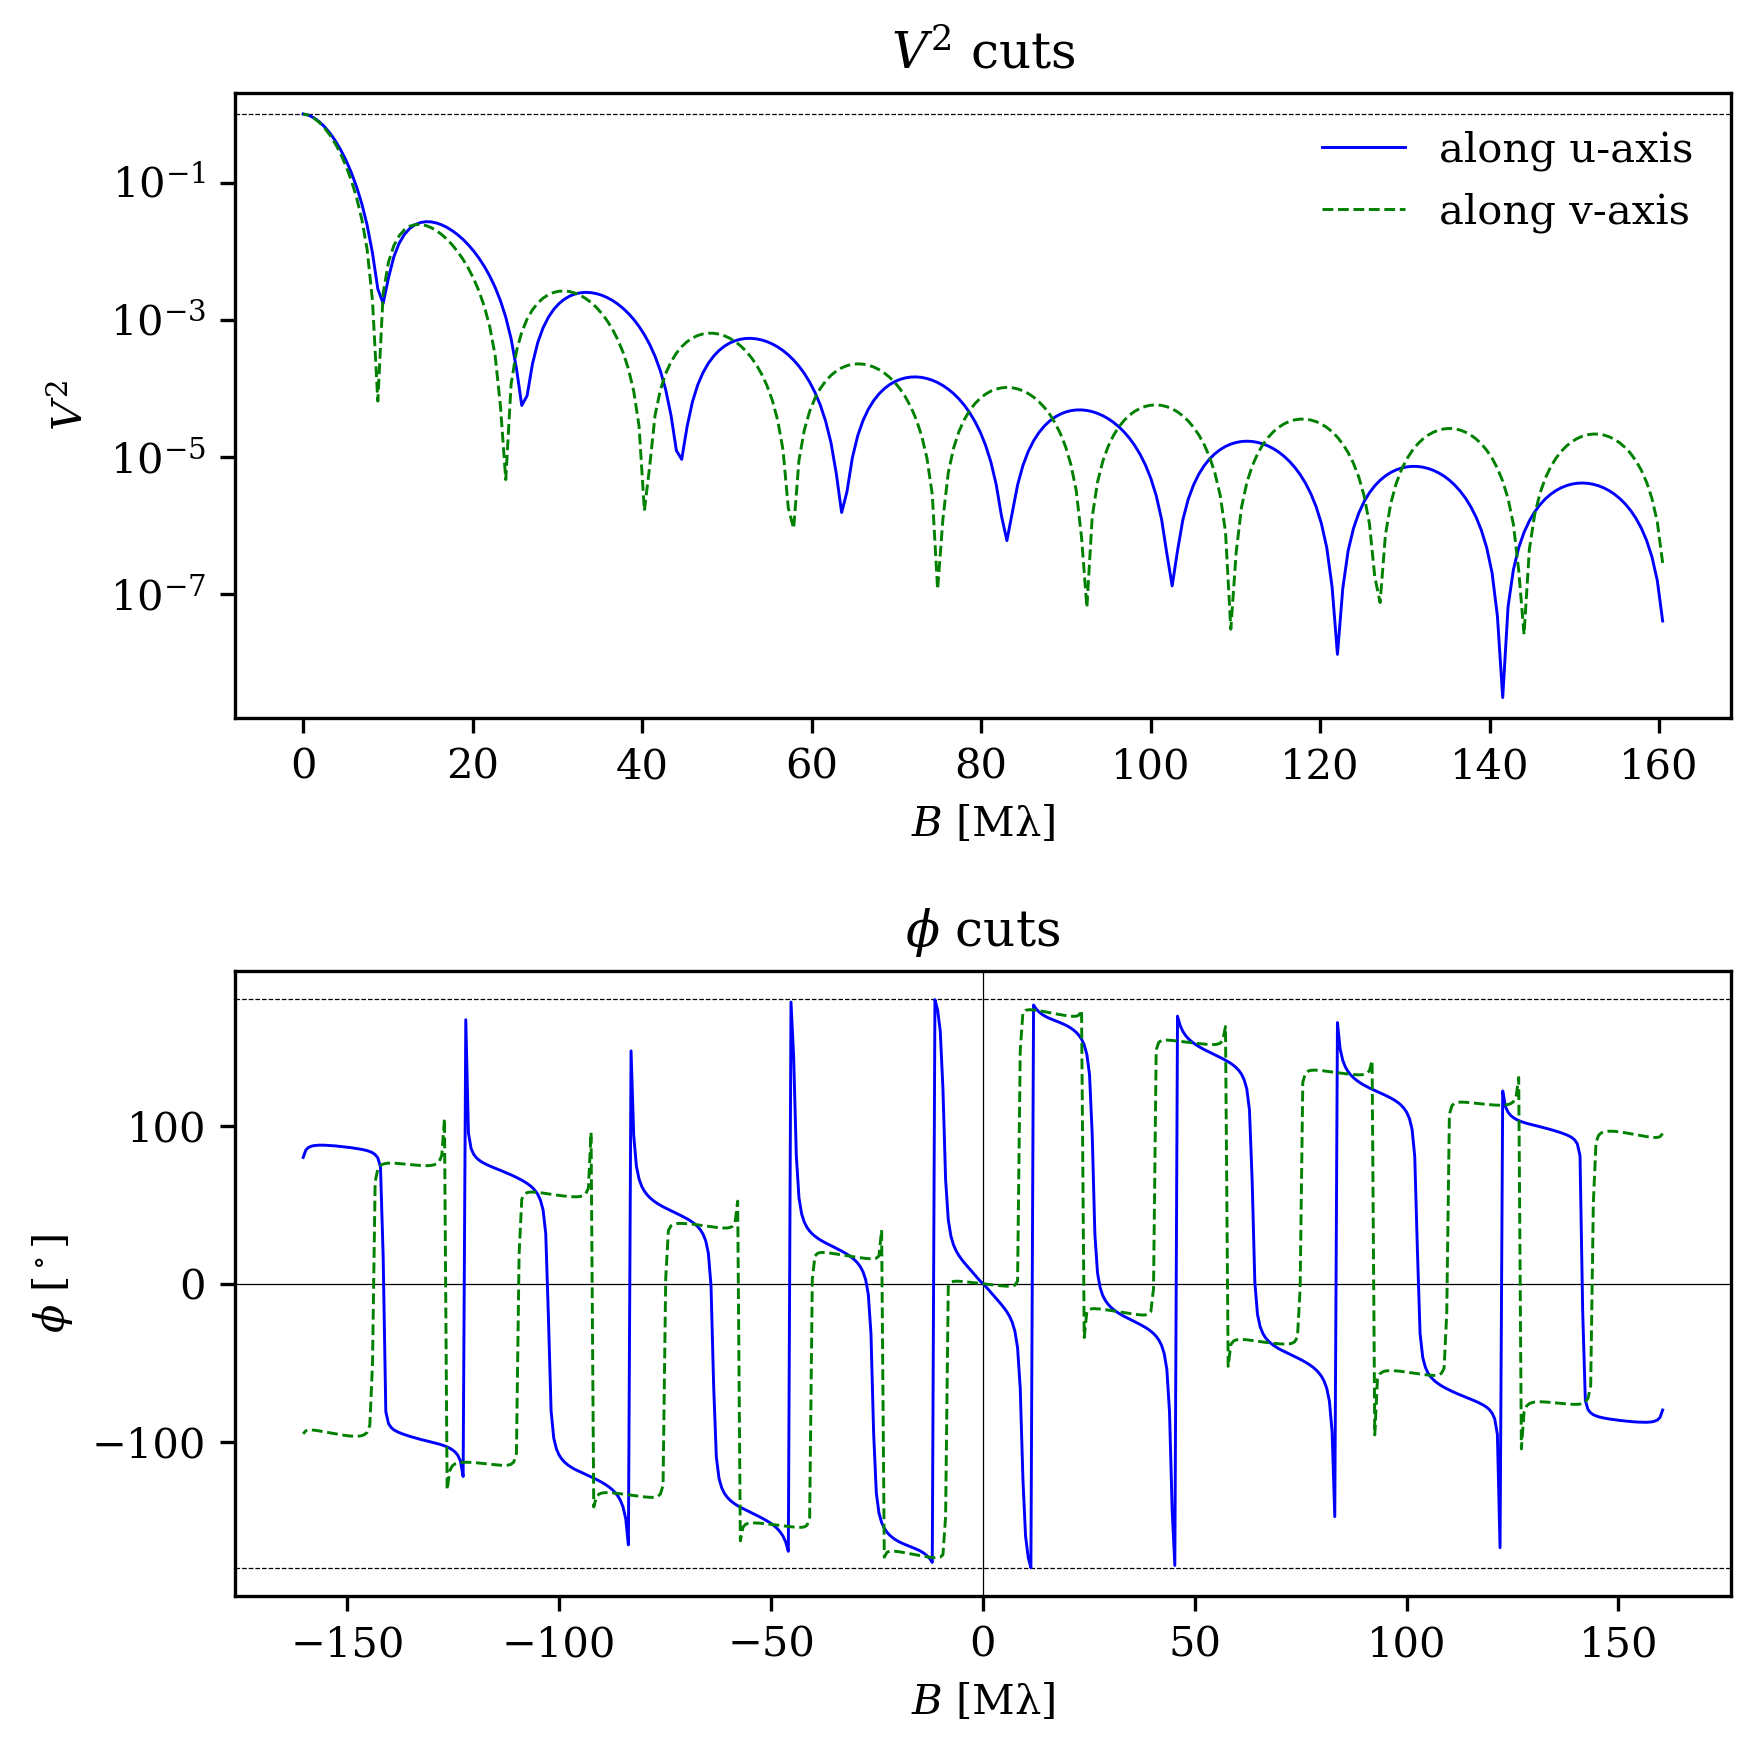 V² cuts
along u-axis
along v-axis
10⁻¹
10⁻³
10⁻⁵
10⁻⁷
V²
0 20 40 60 80 100 120 140 160
B [Mλ]
ϕ cuts
100
0
−100
ϕ [°]
−150 −100 −50 0 50 100 150
B [Mλ]